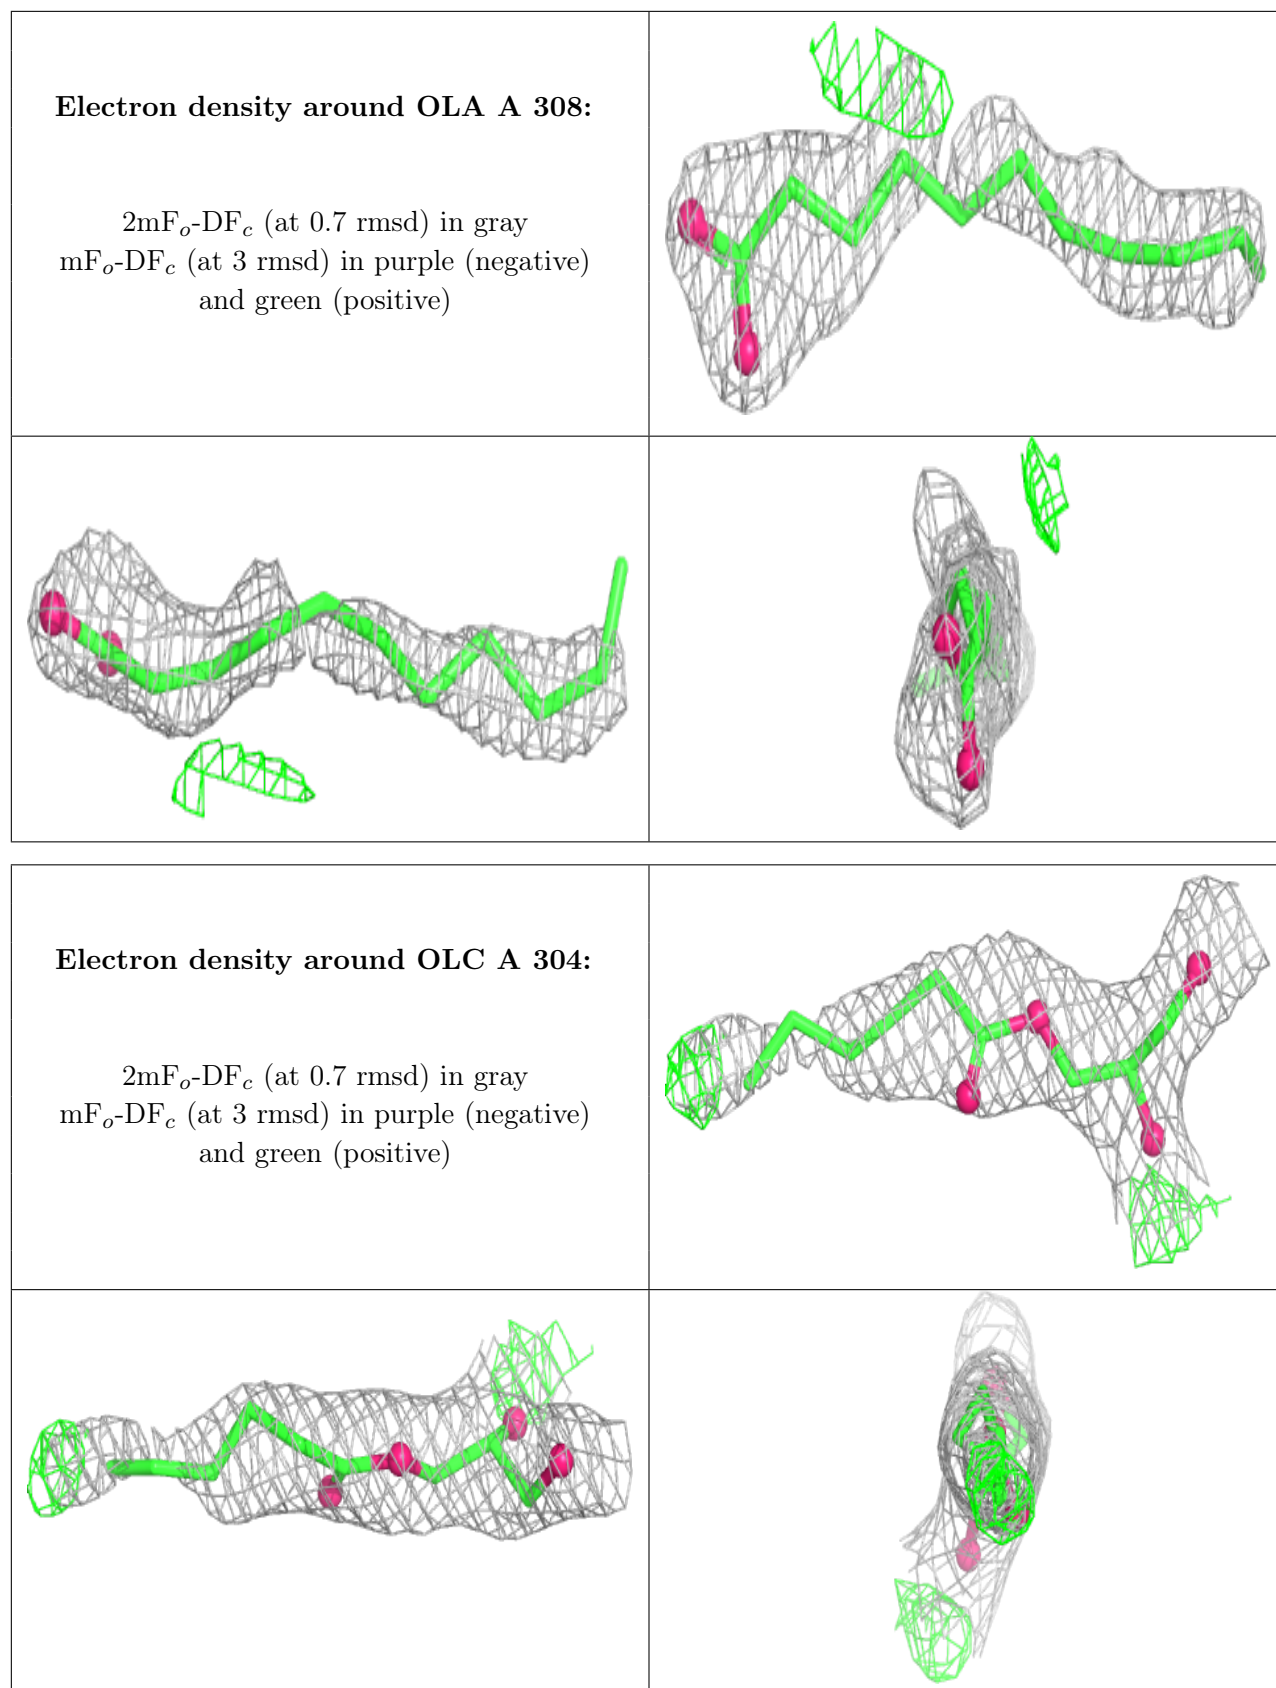 Electron density around OLA A 308:
2mFo-DFc (at 0.7 rmsd) in gray
mFo-DFc (at 3 rmsd) in purple (negative)
and green (positive)
Electron density around OLC A 304:
2mFo-DFc (at 0.7 rmsd) in gray
mFo-DFc (at 3 rmsd) in purple (negative)
and green (positive)